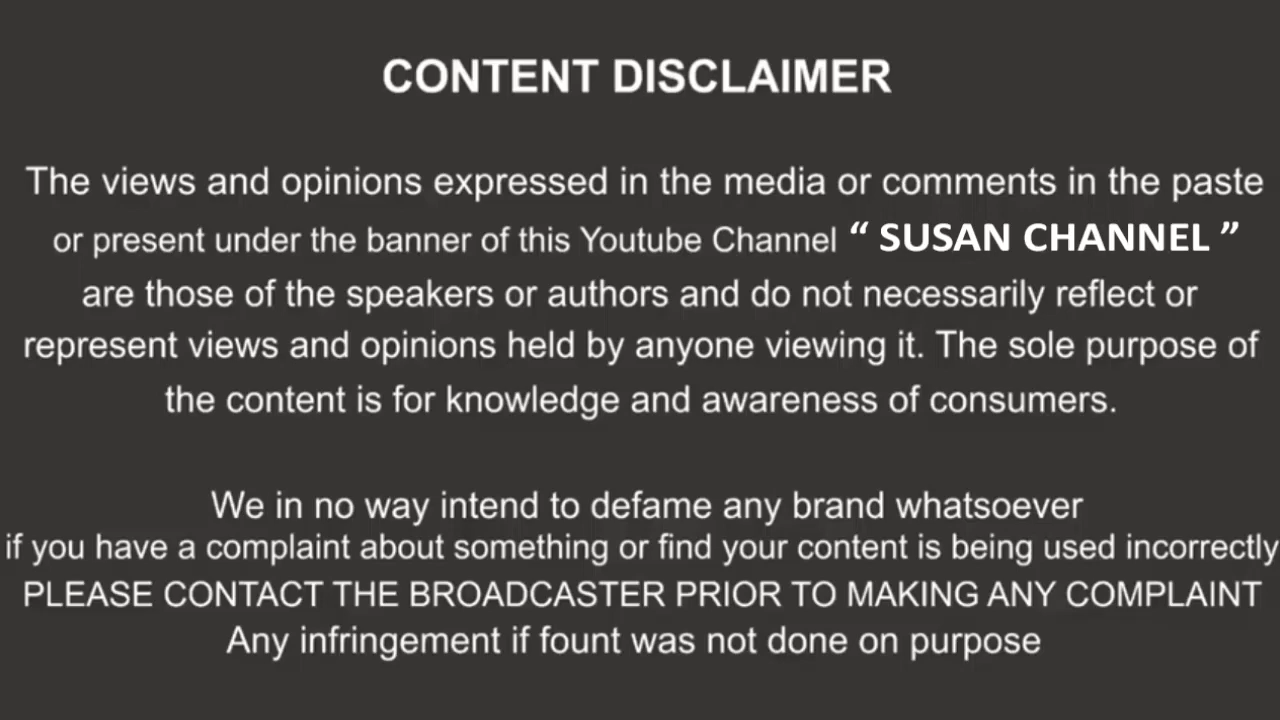 CONTENT DISCLAIMER
The views and opinions expressed in the media or comments in the paste
or present under the banner of this Youtube Channel “ SUSAN CHANNEL ”
are those of the speakers or authors and do not necessarily reflect or
represent views and opinions held by anyone viewing it. The sole purpose of
the content is for knowledge and awareness of consumers.
We in no way intend to defame any brand whatsoever
if you have a complaint about something or find your content is being used incorrectly
PLEASE CONTACT THE BROADCASTER PRIOR TO MAKING ANY COMPLAINT
Any infringement if fount was not done on purpose